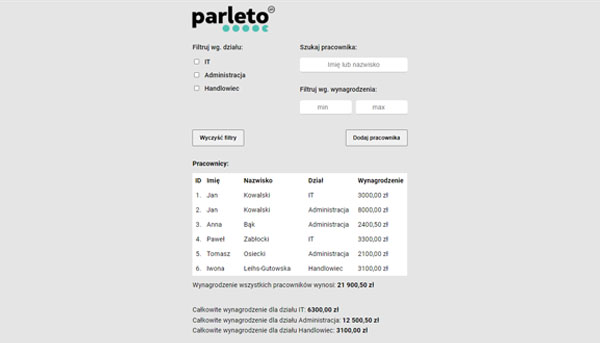 parleto
Filtruj wg. działu:
IT
Administracja
Handlowiec
Szukaj pracownika:
Imię lub nazwisko
Filtruj wg. wynagrodzenia:
min max
Wyczyść filtry Dodaj pracownika
Pracownicy:
ID Imię Nazwisko Dział Wynagrodzenie
1. Jan Kowalski IT 3000,00 zł
2. Jan Kowalski Administracja 8000,00 zł
3. Anna Bąk Administracja 2400,50 zł
4. Paweł Zabłocki IT 3300,00 zł
5. Tomasz Osiecki Administracja 2100,00 zł
6. Iwona Leihs-Gutowska Handlowiec 3100,00 zł
Wynagrodzenie wszystkich pracowników wynosi: 21 900,50 zł
Całkowite wynagrodzenie dla działu IT: 6300,00 zł
Całkowite wynagrodzenie dla działu Administracja: 12 500,50 zł
Całkowite wynagrodzenie dla działu Handlowiec: 3100,00 zł